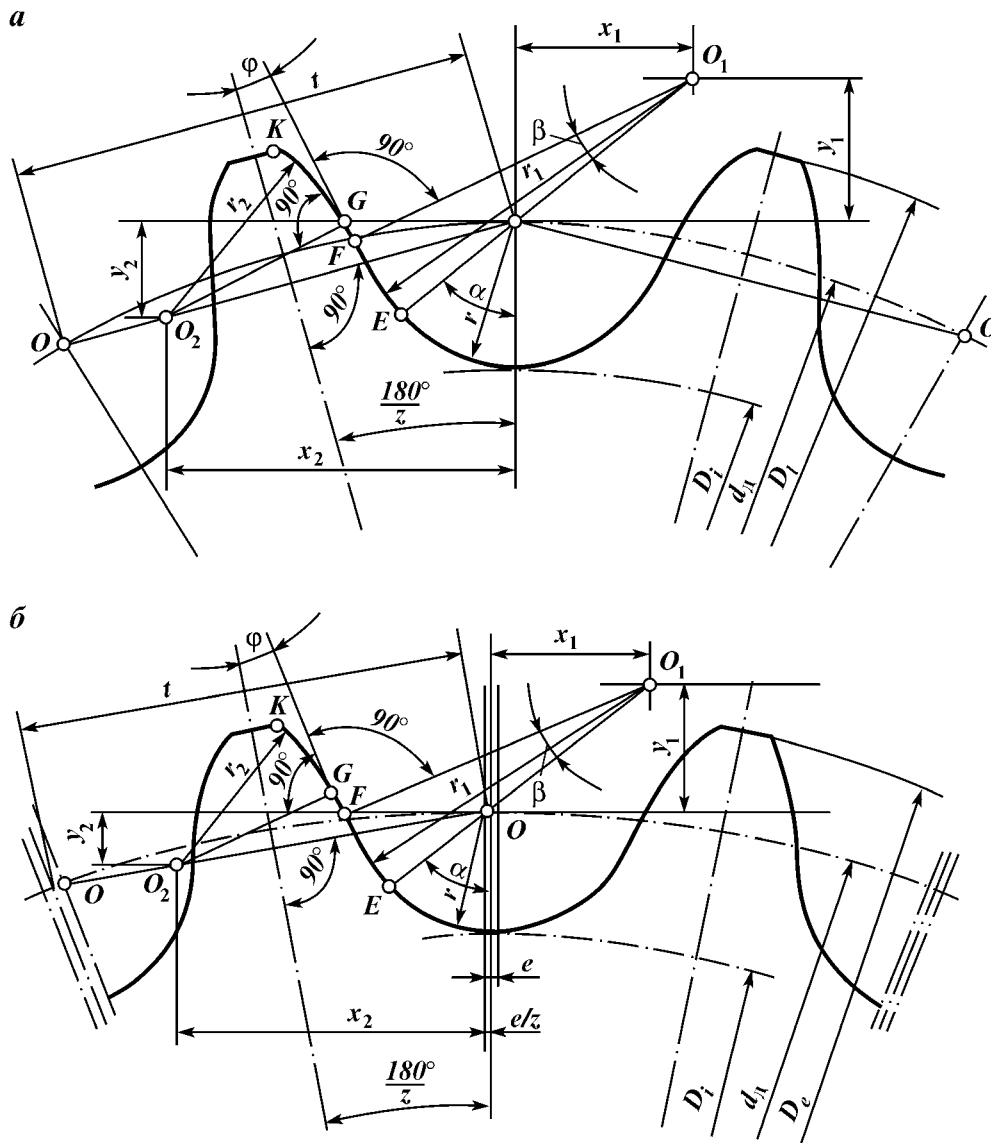 а
x₁
O₁
φ
t
K
β
90°
y₁
r₁
r₂
90°
G
F
y₂
α
O
O₂
90°
E
r
O
180°
z
x₂
Dᵢ
dд
D₁
б
φ
x₁
O₁
t
K
90°
y₁
r₂
90°
G
r₁
F
β
y₂
O
O₂
O
90°
α
E
r
e
x₂
e/z
180°
z
Dᵢ
dд
Dₑ